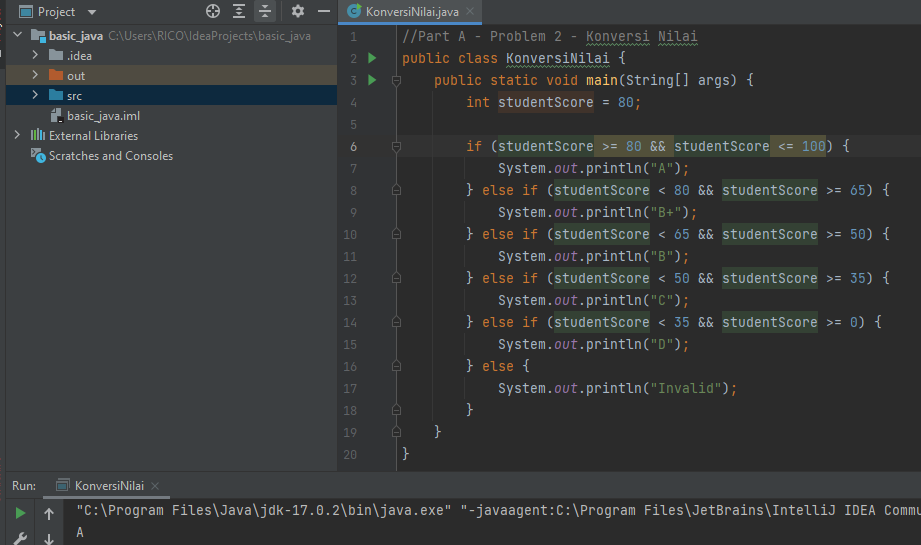 Project
KonversiNilai.java
basic_java C:\Users\RICO\IdeaProjects\basic_java
.idea
out
src
basic_java.iml
External Libraries
Scratches and Consoles
1 //Part A - Problem 2 - Konversi Nilai
2 public class KonversiNilai {
3 public static void main(String[] args) {
4 int studentScore = 80;
5
6 if (studentScore >= 80 && studentScore <= 100) {
7 System.out.println("A");
8 } else if (studentScore < 80 && studentScore >= 65) {
9 System.out.println("B+");
10 } else if (studentScore < 65 && studentScore >= 50) {
11 System.out.println("B");
12 } else if (studentScore < 50 && studentScore >= 35) {
13 System.out.println("C");
14 } else if (studentScore < 35 && studentScore >= 0) {
15 System.out.println("D");
16 } else {
17 System.out.println("Invalid");
18 }
19 }
20 }
Run: KonversiNilai
"C:\Program Files\Java\jdk-17.0.2\bin\java.exe" "-javaagent:C:\Program Files\JetBrains\IntelliJ IDEA Commu
A